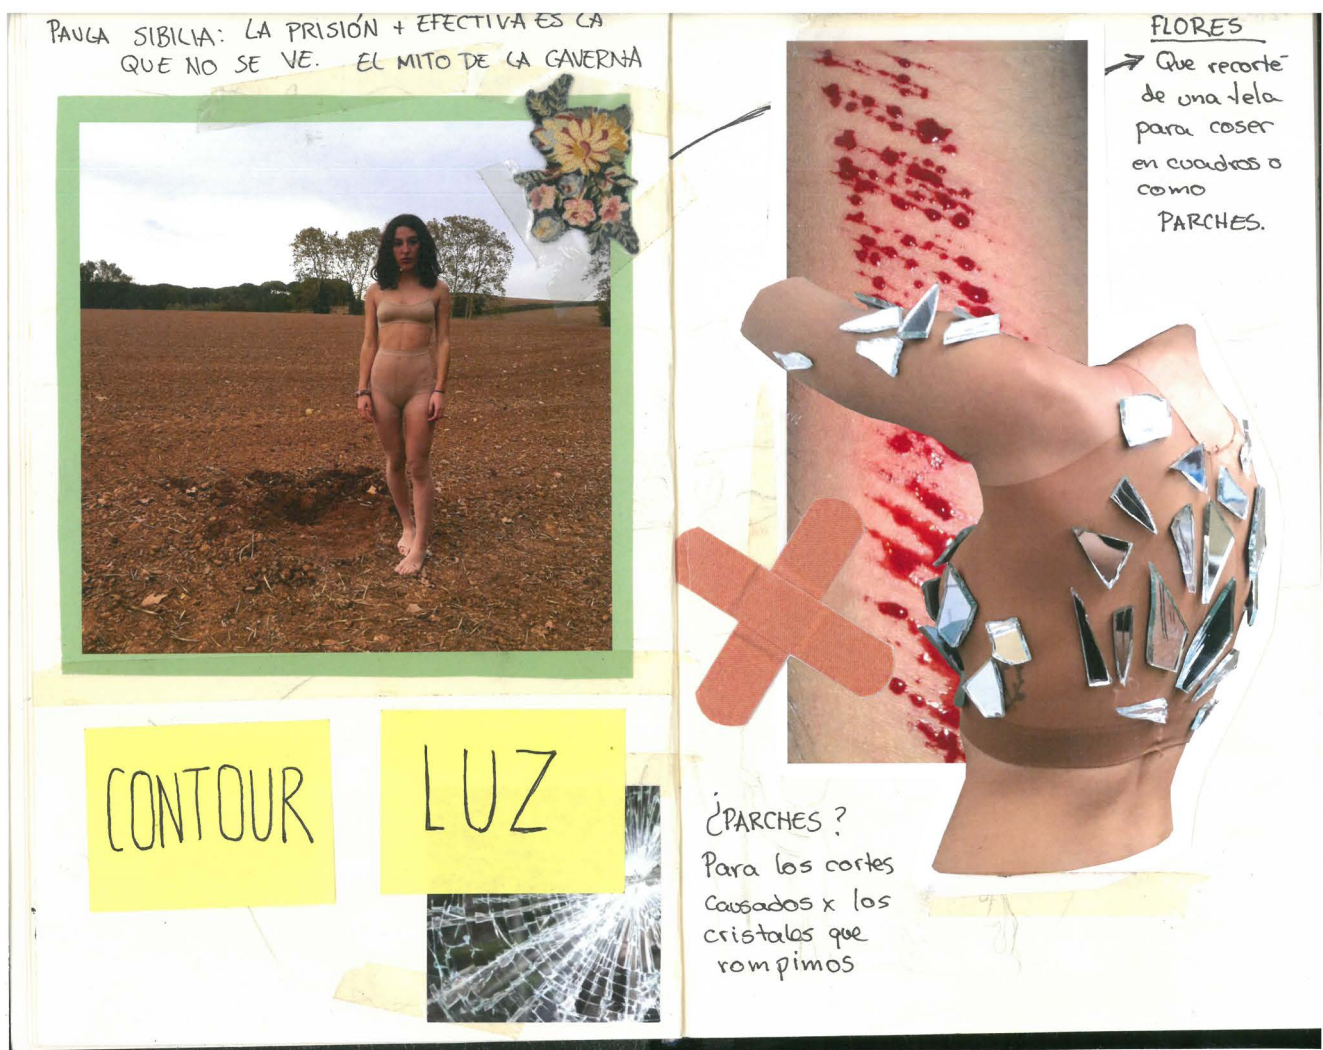 PAULA SIBILIA: LA PRISIÓN + EFECTIVA ES LA
QUE NO SE VE. EL MITO DE LA CAVERNA
CONTOUR
LUZ
FLORES
Que recorté
de una tela
para coser
en cuadros o
como
PARCHES.
¿PARCHES?
Para los cortes
causados x los
cristales que
rompimos